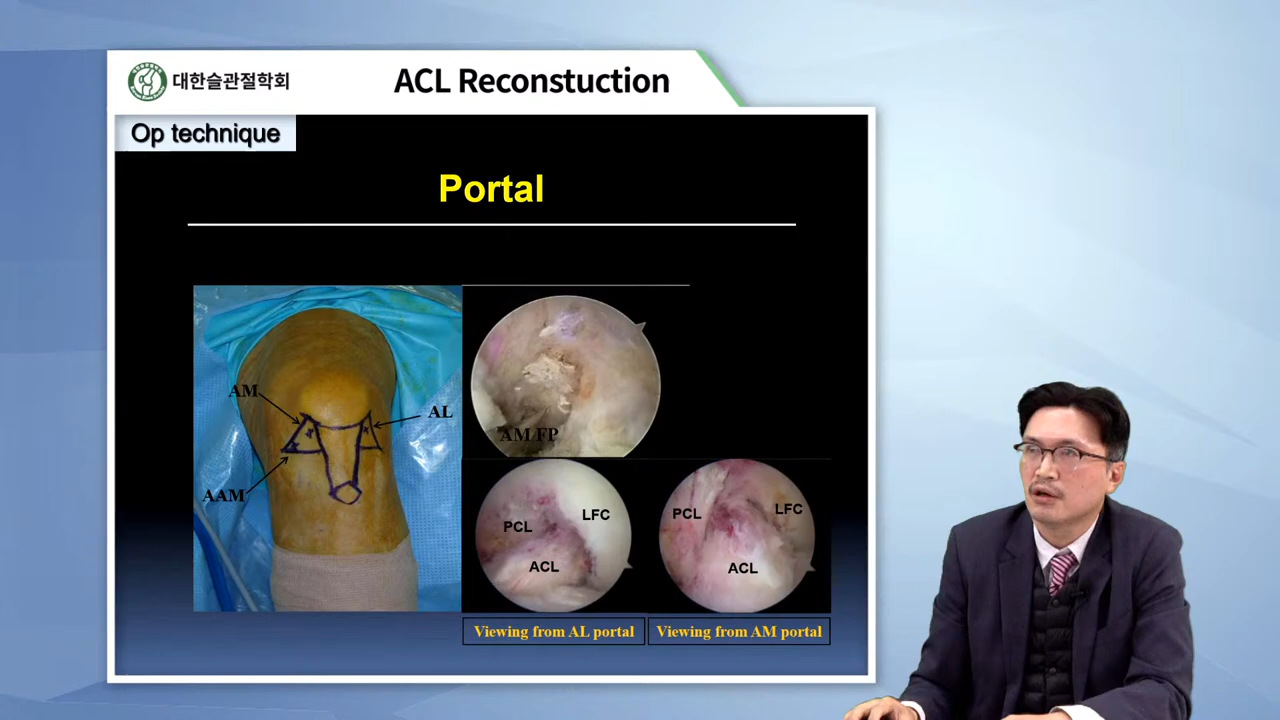 대한슬관절학회
ACL Reconstuction
Op technique
Portal
AM
AL
AAM
AM FP
PCL
LFC
ACL
PCL
LFC
ACL
Viewing from AL portal
Viewing from AM portal